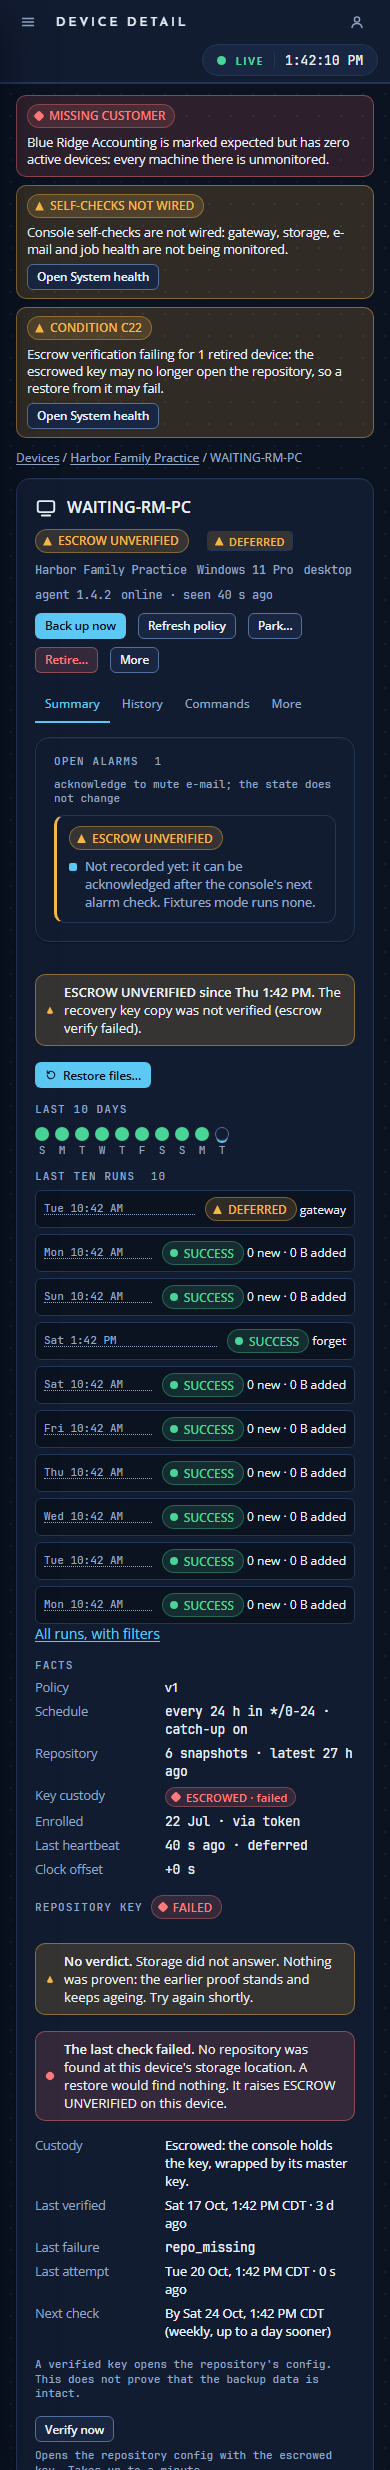 DEVICE DETAIL
LIVE 1:42:10 PM
MISSING CUSTOMER
Blue Ridge Accounting is marked expected but has zero
active devices: every machine there is unmonitored.
SELF-CHECKS NOT WIRED
Console self-checks are not wired: gateway, storage, e-
mail and job health are not being monitored.
Open System health
CONDITION C22
Escrow verification failing for 1 retired device: the
escrowed key may no longer open the repository, so a
restore from it may fail.
Open System health
Devices / Harbor Family Practice / WAITING-RM-PC
WAITING-RM-PC
ESCROW UNVERIFIED DEFERRED
Harbor Family Practice Windows 11 Pro desktop
agent 1.4.2 online · seen 40 s ago
Back up now Refresh policy Park...
Retire... More
Summary History Commands More
OPEN ALARMS 1
acknowledge to mute e-mail; the state does
not change
ESCROW UNVERIFIED
Not recorded yet: it can be
acknowledged after the console's next
alarm check. Fixtures mode runs none.
ESCROW UNVERIFIED since Thu 1:42 PM. The
recovery key copy was not verified (escrow
verify failed).
Restore files...
LAST 10 DAYS
S M T W T F S S M T
LAST TEN RUNS 10
Tue 10:42 AM DEFERRED gateway
Mon 10:42 AM SUCCESS 0 new · 0 B added
Sun 10:42 AM SUCCESS 0 new · 0 B added
Sat 1:42 PM SUCCESS forget
Sat 10:42 AM SUCCESS 0 new · 0 B added
Fri 10:42 AM SUCCESS 0 new · 0 B added
Thu 10:42 AM SUCCESS 0 new · 0 B added
Wed 10:42 AM SUCCESS 0 new · 0 B added
Tue 10:42 AM SUCCESS 0 new · 0 B added
Mon 10:42 AM SUCCESS 0 new · 0 B added
All runs, with filters
FACTS
Policy v1
Schedule every 24 h in */0-24 ·
catch-up on
Repository 6 snapshots · latest 27 h
ago
Key custody ESCROWED · failed
Enrolled 22 Jul · via token
Last heartbeat 40 s ago · deferred
Clock offset +0 s
REPOSITORY KEY FAILED
No verdict. Storage did not answer. Nothing
was proven: the earlier proof stands and
keeps ageing. Try again shortly.
The last check failed. No repository was
found at this device's storage location. A
restore would find nothing. It raises ESCROW
UNVERIFIED on this device.
Custody Escrowed: the console holds
the key, wrapped by its master
key.
Last verified Sat 17 Oct, 1:42 PM CDT · 3 d
ago
Last failure repo_missing
Last attempt Tue 20 Oct, 1:42 PM CDT · 0 s
ago
Next check By Sat 24 Oct, 1:42 PM CDT
(weekly, up to a day sooner)
A verified key opens the repository's config.
This does not prove that the backup data is
intact.
Verify now
Opens the repository config with the escrowed
key. Takes up to a minute.